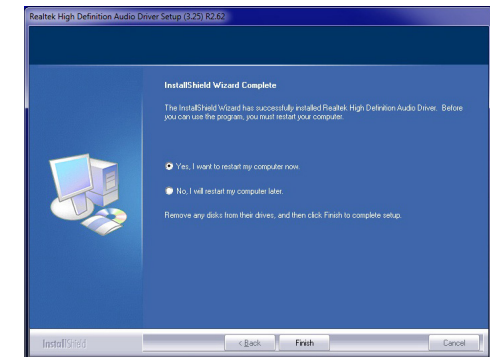 Realtek High Definition Audio Driver Setup (3.25) R2.62
InstallShield Wizard Complete
The InstallShield Wizard has successfully installed Realtek High Definition Audio Driver. Before
you can use the program, you must restart your computer.
Yes, I want to restart my computer now.
No, I will restart my computer later.
Remove any disks from their drives, and then click Finish to complete setup.
InstallShield
< Back
Finish
Cancel